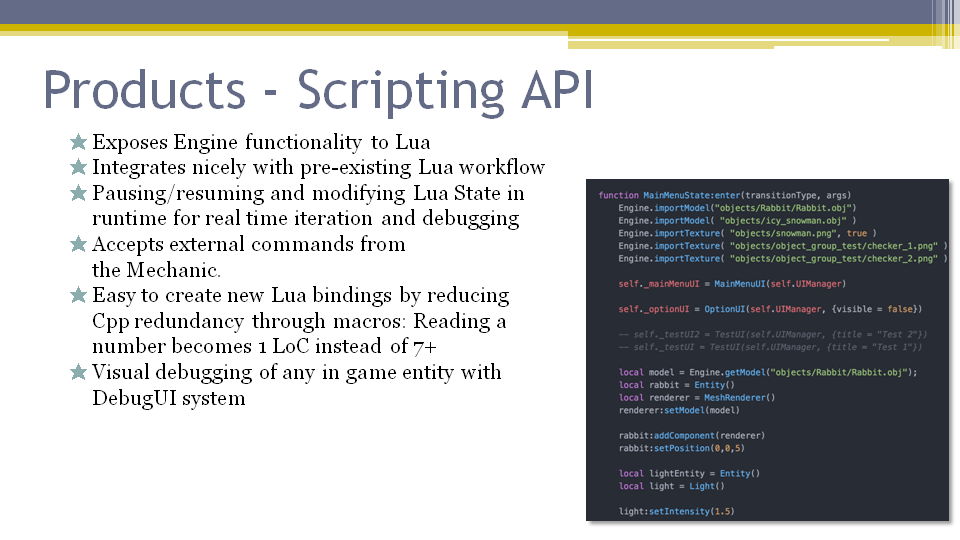 Products - Scripting API
Exposes Engine functionality to Lua
Integrates nicely with pre-existing Lua workflow
Pausing/resuming and modifying Lua State in
runtime for real time iteration and debugging
Accepts external commands from
the Mechanic.
Easy to create new Lua bindings by reducing
Cpp redundancy through macros: Reading a
number becomes 1 LoC instead of 7+
Visual debugging of any in game entity with
DebugUI system
function MainMenuState:enter(transitionType, args)
Engine.importModel("objects/Rabbit/Rabbit.obj")
Engine.importModel( "objects/icy_snowman.obj" )
Engine.importTexture( "objects/snowman.png", true )
Engine.importTexture( "objects/object_group_test/checker_1.png" )
Engine.importTexture( "objects/object_group_test/checker_2.png" )
self._mainMenuUI = MainMenuUI(self.UIManager)
self._optionUI = OptionUI(self.UIManager, {visible = false})
-- self._testUI2 = TestUI(self.UIManager, {title = "Test 2"})
-- self._testUI = TestUI(self.UIManager, {title = "Test 1"})
local model = Engine.getModel("objects/Rabbit/Rabbit.obj");
local rabbit = Entity()
local renderer = MeshRenderer()
renderer:setModel(model)
rabbit:addComponent(renderer)
rabbit:setPosition(0,0,5)
local lightEntity = Entity()
local light = Light()
light:setIntensity(1.5)